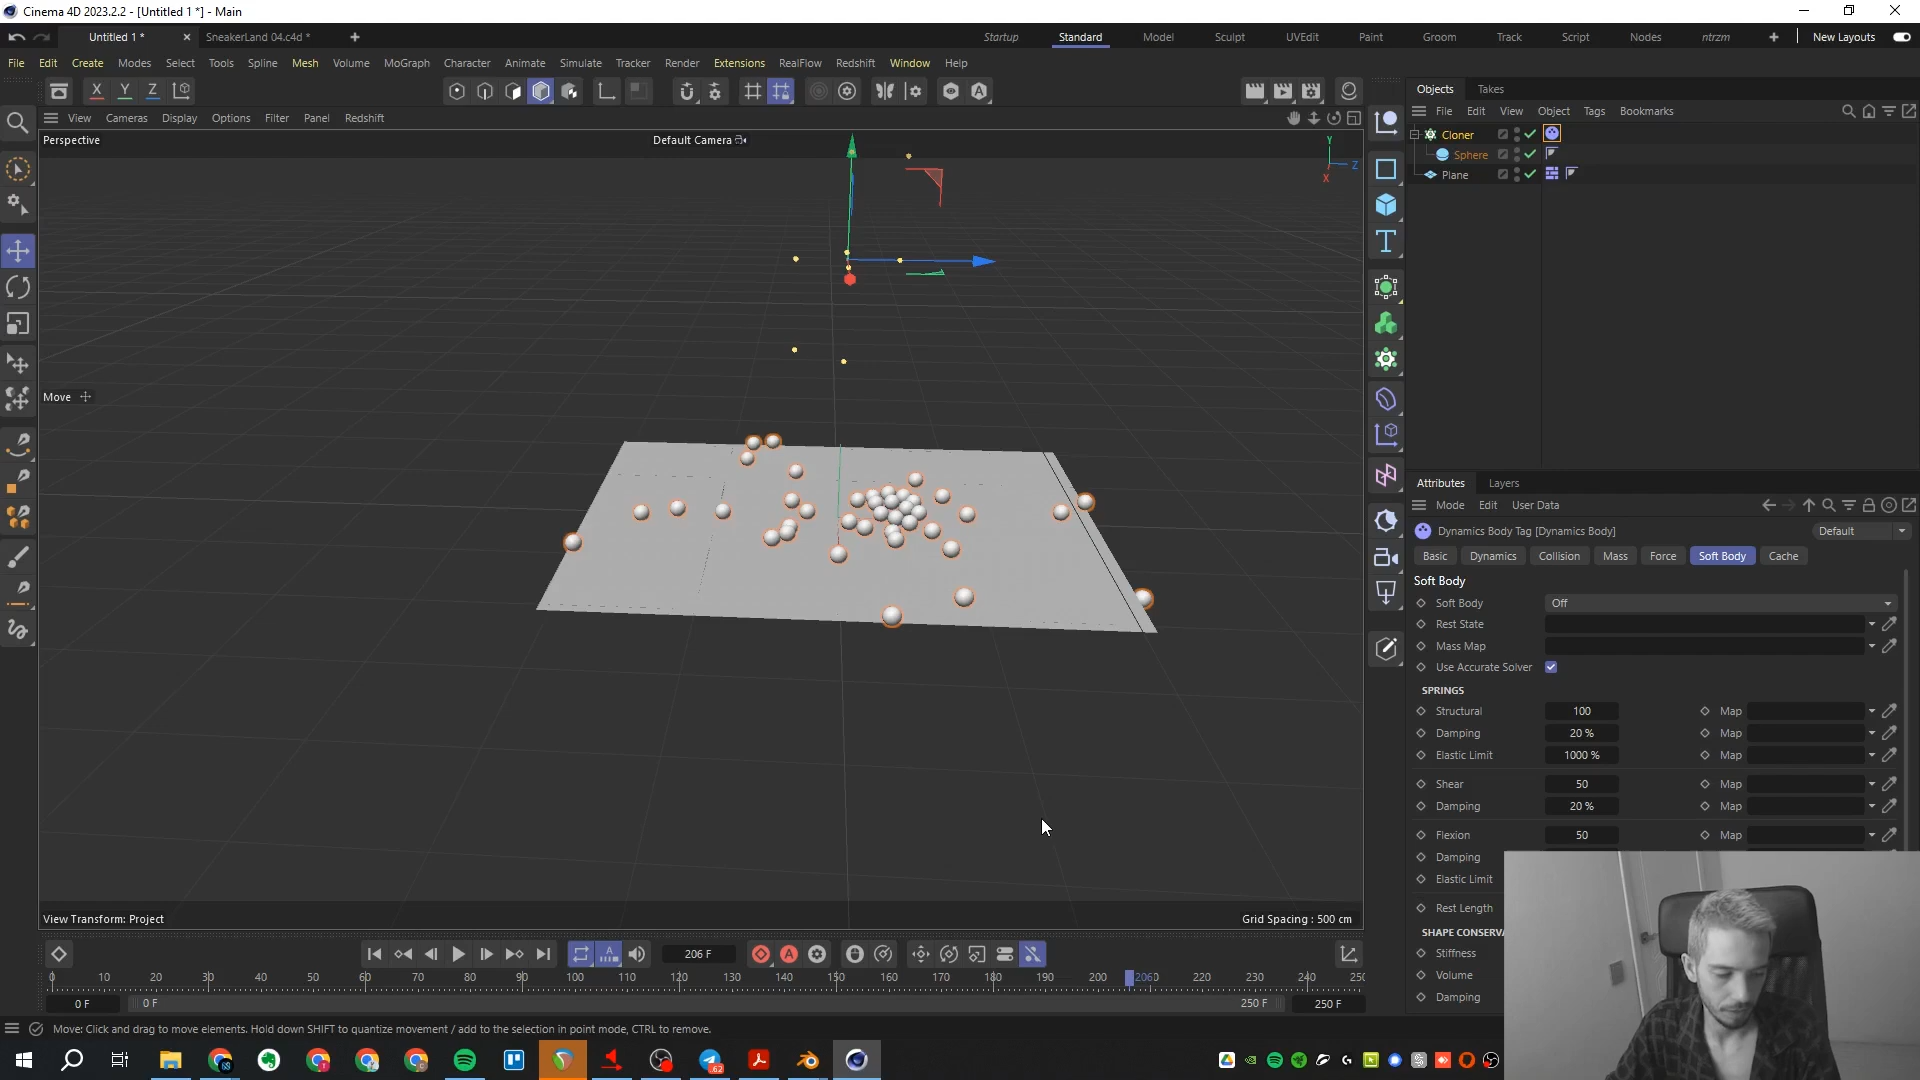 Cinema 4D 2023.2.2 - [Untitled 1 *] - Main
Untitled 1 *
SneakerLand 04.c4d *
Startup
Standard
Model
Sculpt
UVEdit
Paint
Groom
Track
Script
Nodes
ntrzm
New Layouts
File Edit Create Modes Select Tools Spline Mesh Volume MoGraph Character Animate Simulate Tracker Render Extensions RealFlow Redshift Window Help
X Y Z
Objects Takes
File Edit View Object Tags Bookmarks
View Cameras Display Options Filter Panel Redshift
Perspective
Default Camera
Y
Z
X
Cloner
Sphere
Plane
Move
Attributes Layers
Mode Edit User Data
Dynamics Body Tag [Dynamics Body]
Default
Basic Dynamics Collision Mass Force Soft Body Cache
Soft Body
Soft Body Off
Rest State
Mass Map
Use Accurate Solver
SPRINGS
Structural 100 Map
Damping 20 % Map
Elastic Limit 1000 % Map
Shear 50 Map
Damping 20 % Map
Flexion 50 Map
Damping
Elastic Limit
Rest Length
SHAPE CONSERVA
Stiffness
Volume
Damping
View Transform: Project
Grid Spacing : 500 cm
206 F
0 10 20 30 40 50 60 70 80 90 100 110 120 130 140 150 160 170 180 190 200 206 220 230 240 250
0 F
0 F
250 F
250 F
Move: Click and drag to move elements. Hold down SHIFT to quantize movement / add to the selection in point mode, CTRL to remove.
62